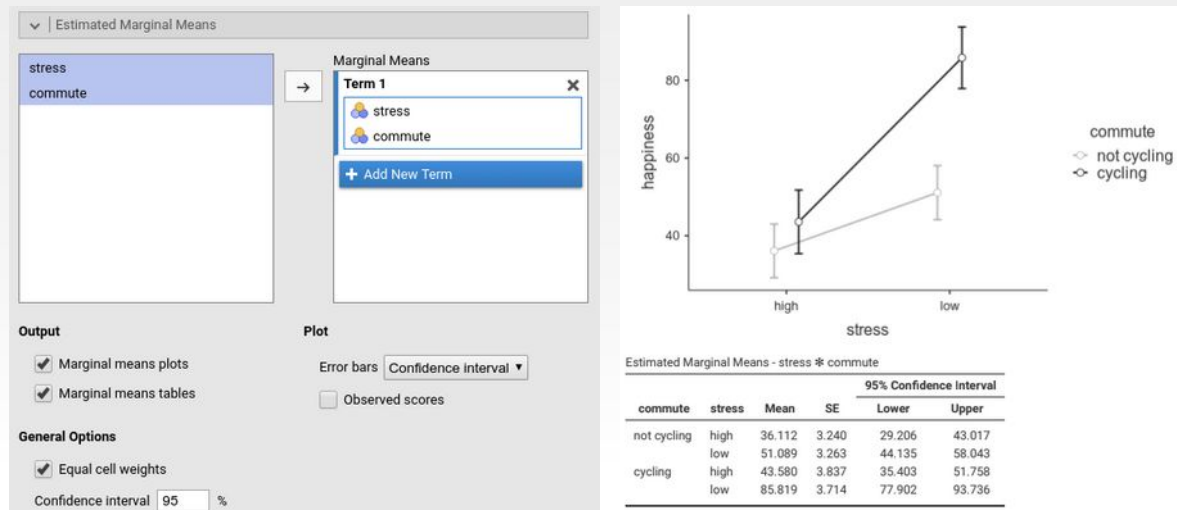 Estimated Marginal Means
stress
commute
→
Marginal Means
Term 1
stress
commute
+ Add New Term
Output
Marginal means plots
Marginal means tables
General Options
Equal cell weights
Confidence interval 95 %
Plot
Error bars Confidence interval
Observed scores
80
60
40
happiness
high low
stress
commute
not cycling
cycling
Estimated Marginal Means - stress ✻ commute
95% Confidence Interval
commute stress Mean SE Lower Upper
not cycling high 36.112 3.240 29.206 43.017
low 51.089 3.263 44.135 58.043
cycling high 43.580 3.837 35.403 51.758
low 85.819 3.714 77.902 93.736